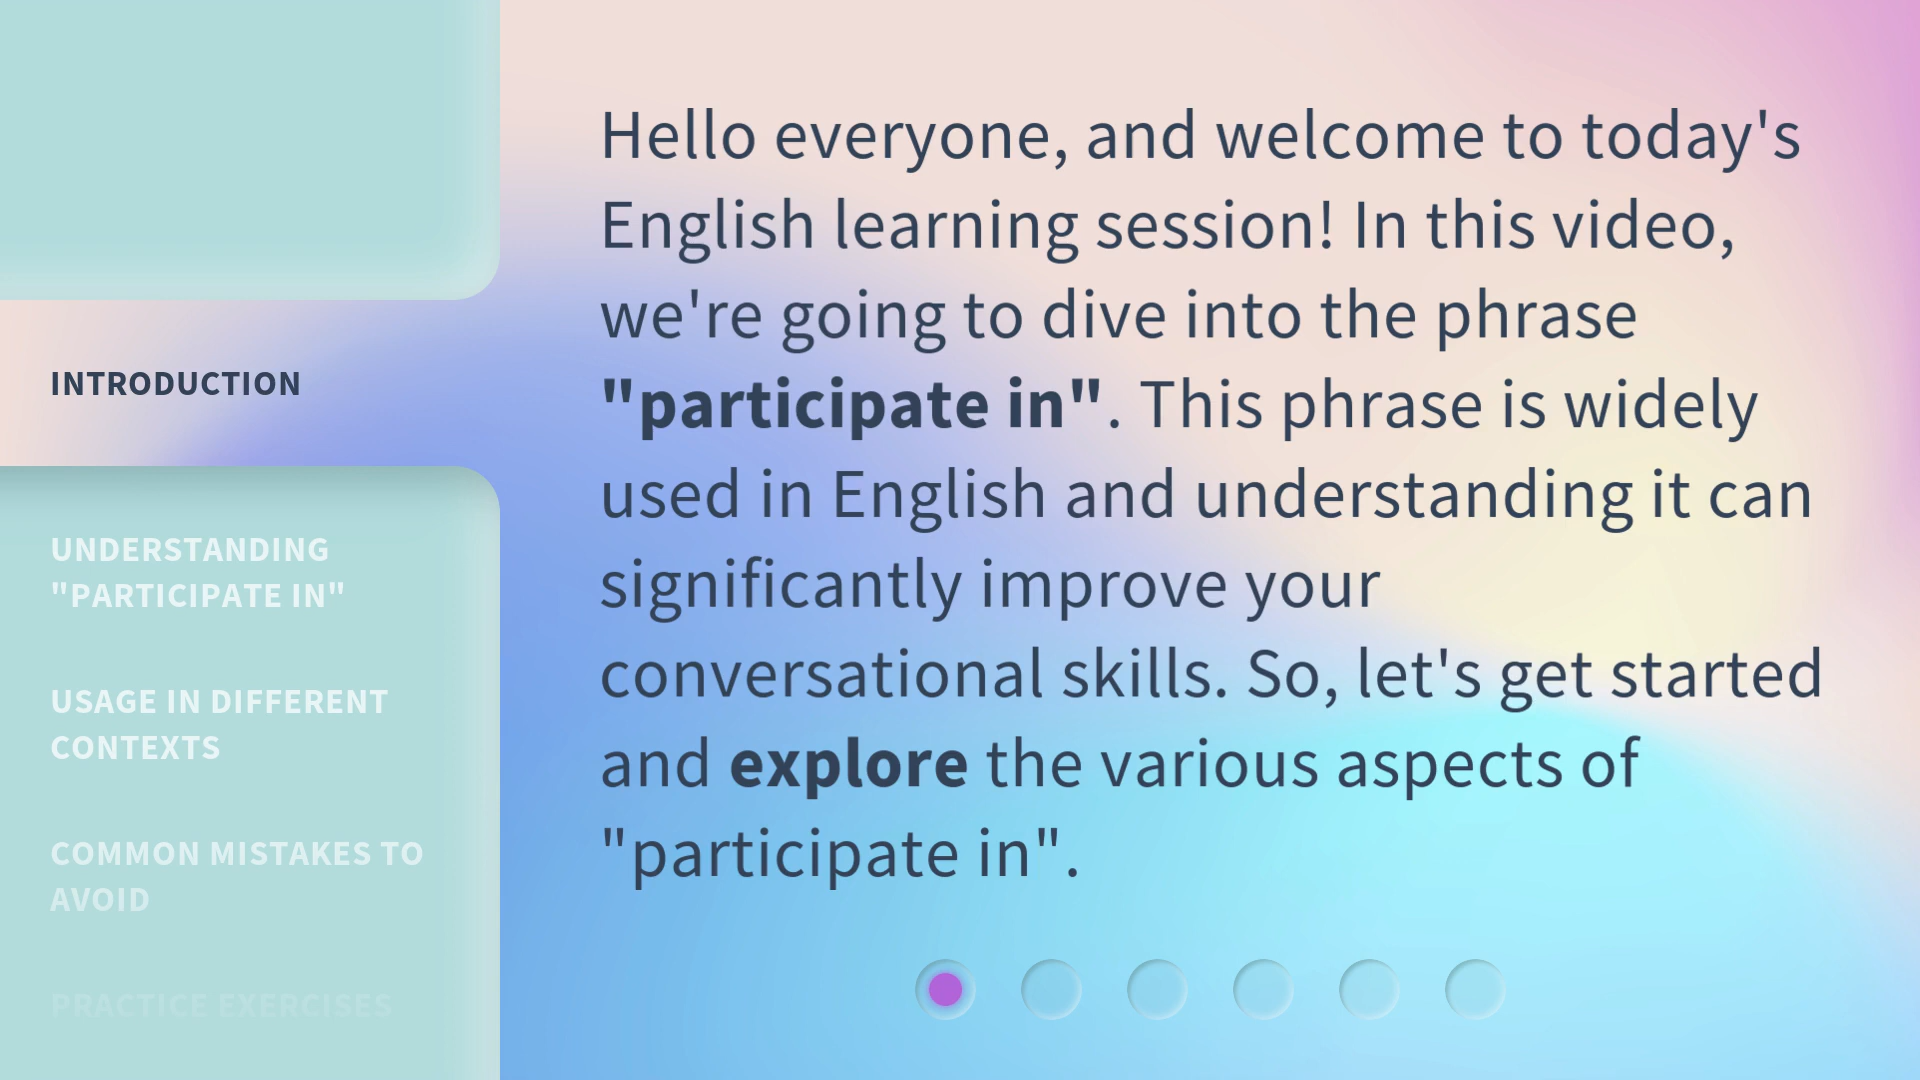 INTRODUCTION
UNDERSTANDING
"PARTICIPATE IN"
USAGE IN DIFFERENT
CONTEXTS
COMMON MISTAKES TO
AVOID
PRACTICE EXERCISES
Hello everyone, and welcome to today's
English learning session! In this video,
we're going to dive into the phrase
"participate in". This phrase is widely
used in English and understanding it can
significantly improve your
conversational skills. So, let's get started
and explore the various aspects of
"participate in".